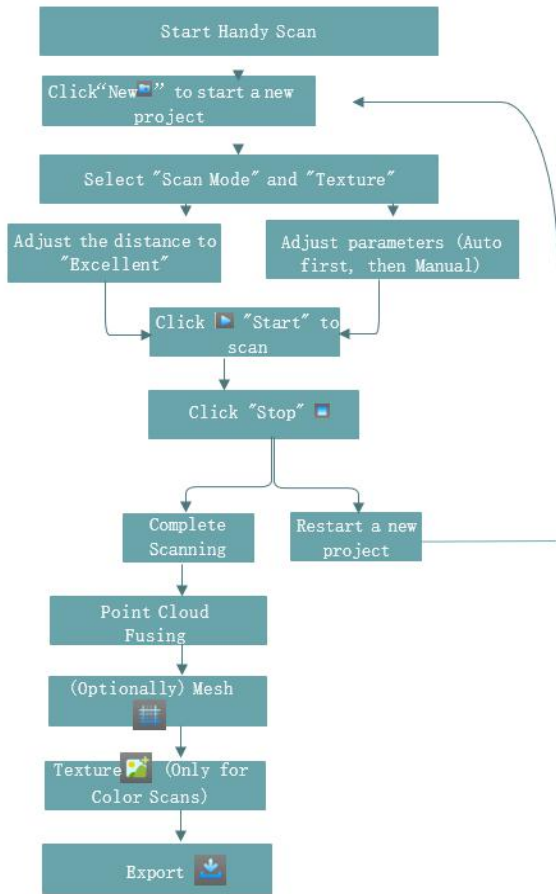 Start Handy Scan
Click“New” to start a new
project
Select "Scan Mode" and "Texture"
Adjust the distance to
"Excellent"
Adjust parameters (Auto
first, then Manual)
Click "Start" to
scan
Click "Stop"
Complete
Scanning
Restart a new
project
Point Cloud
Fusing
(Optionally) Mesh
Texture (Only for
Color Scans)
Export